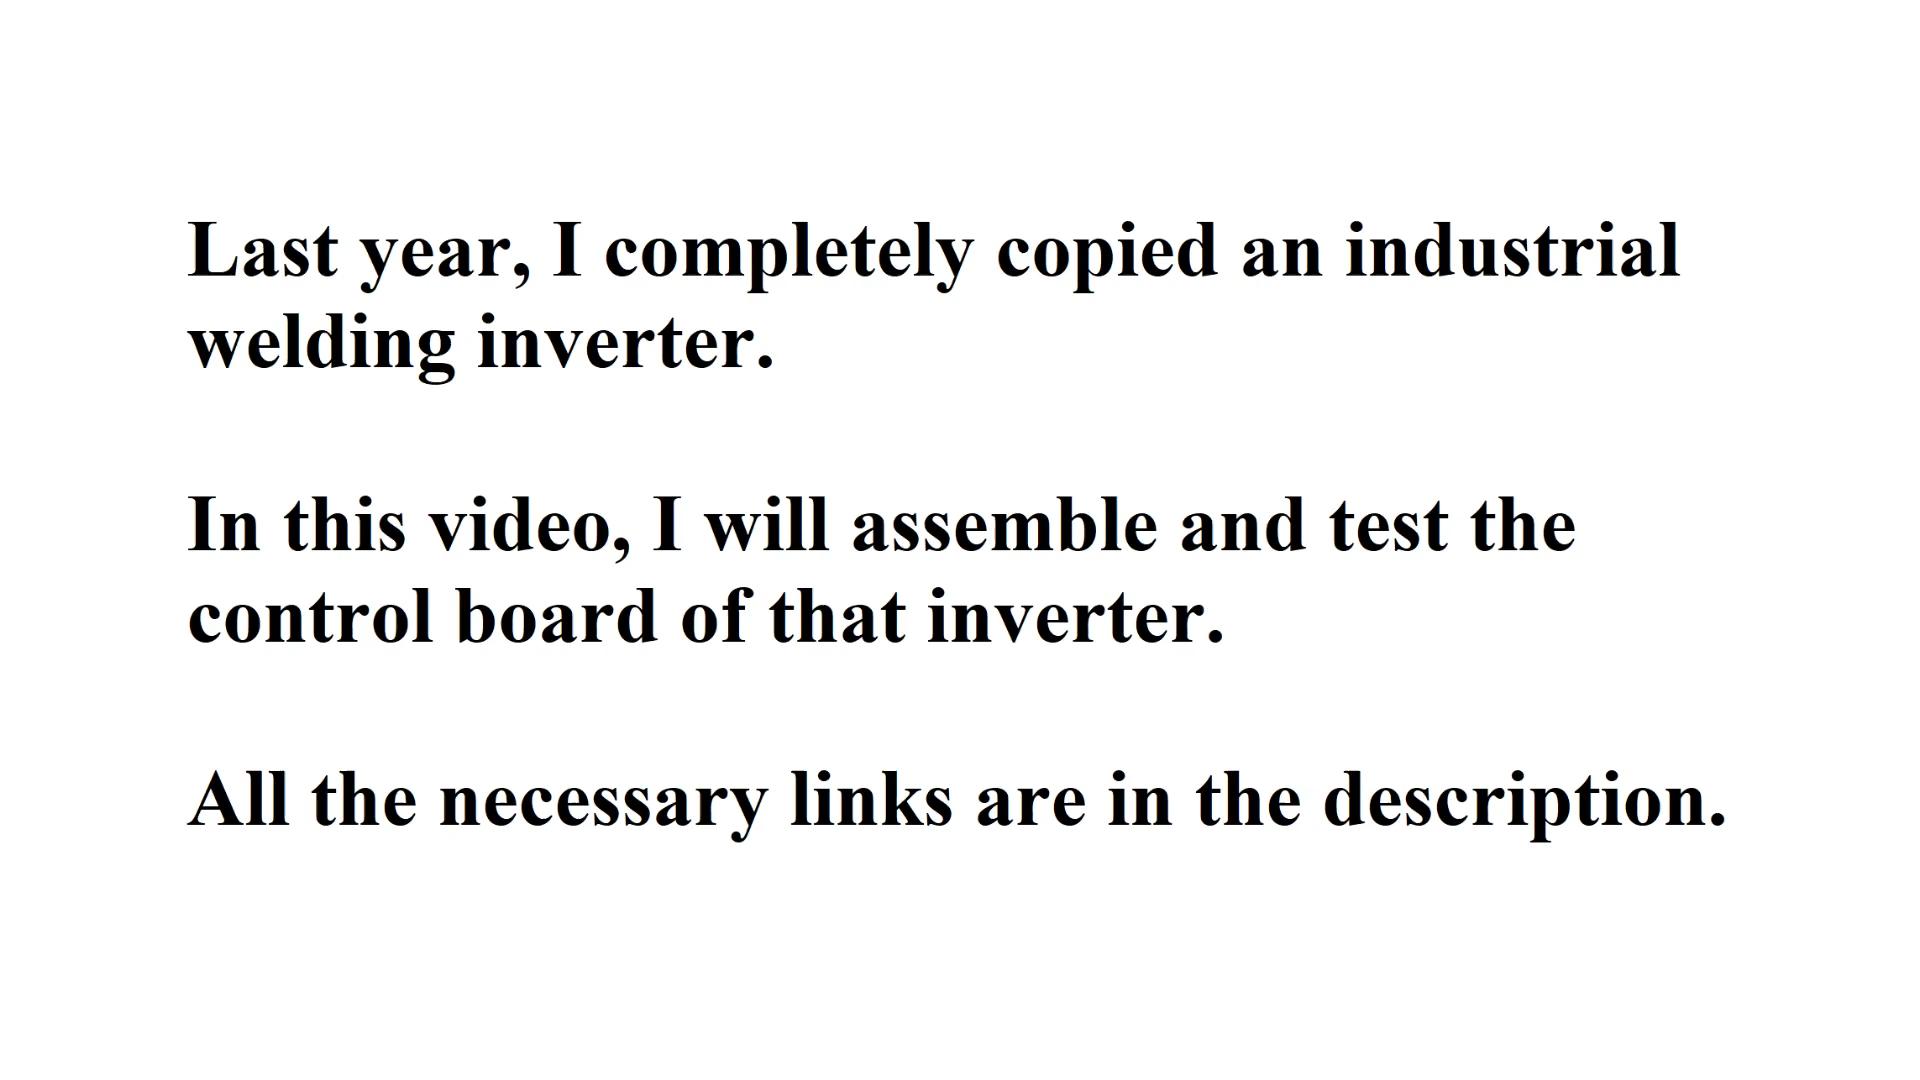 Last year, I completely copied an industrial
welding inverter.
In this video, I will assemble and test the
control board of that inverter.
All the necessary links are in the description.